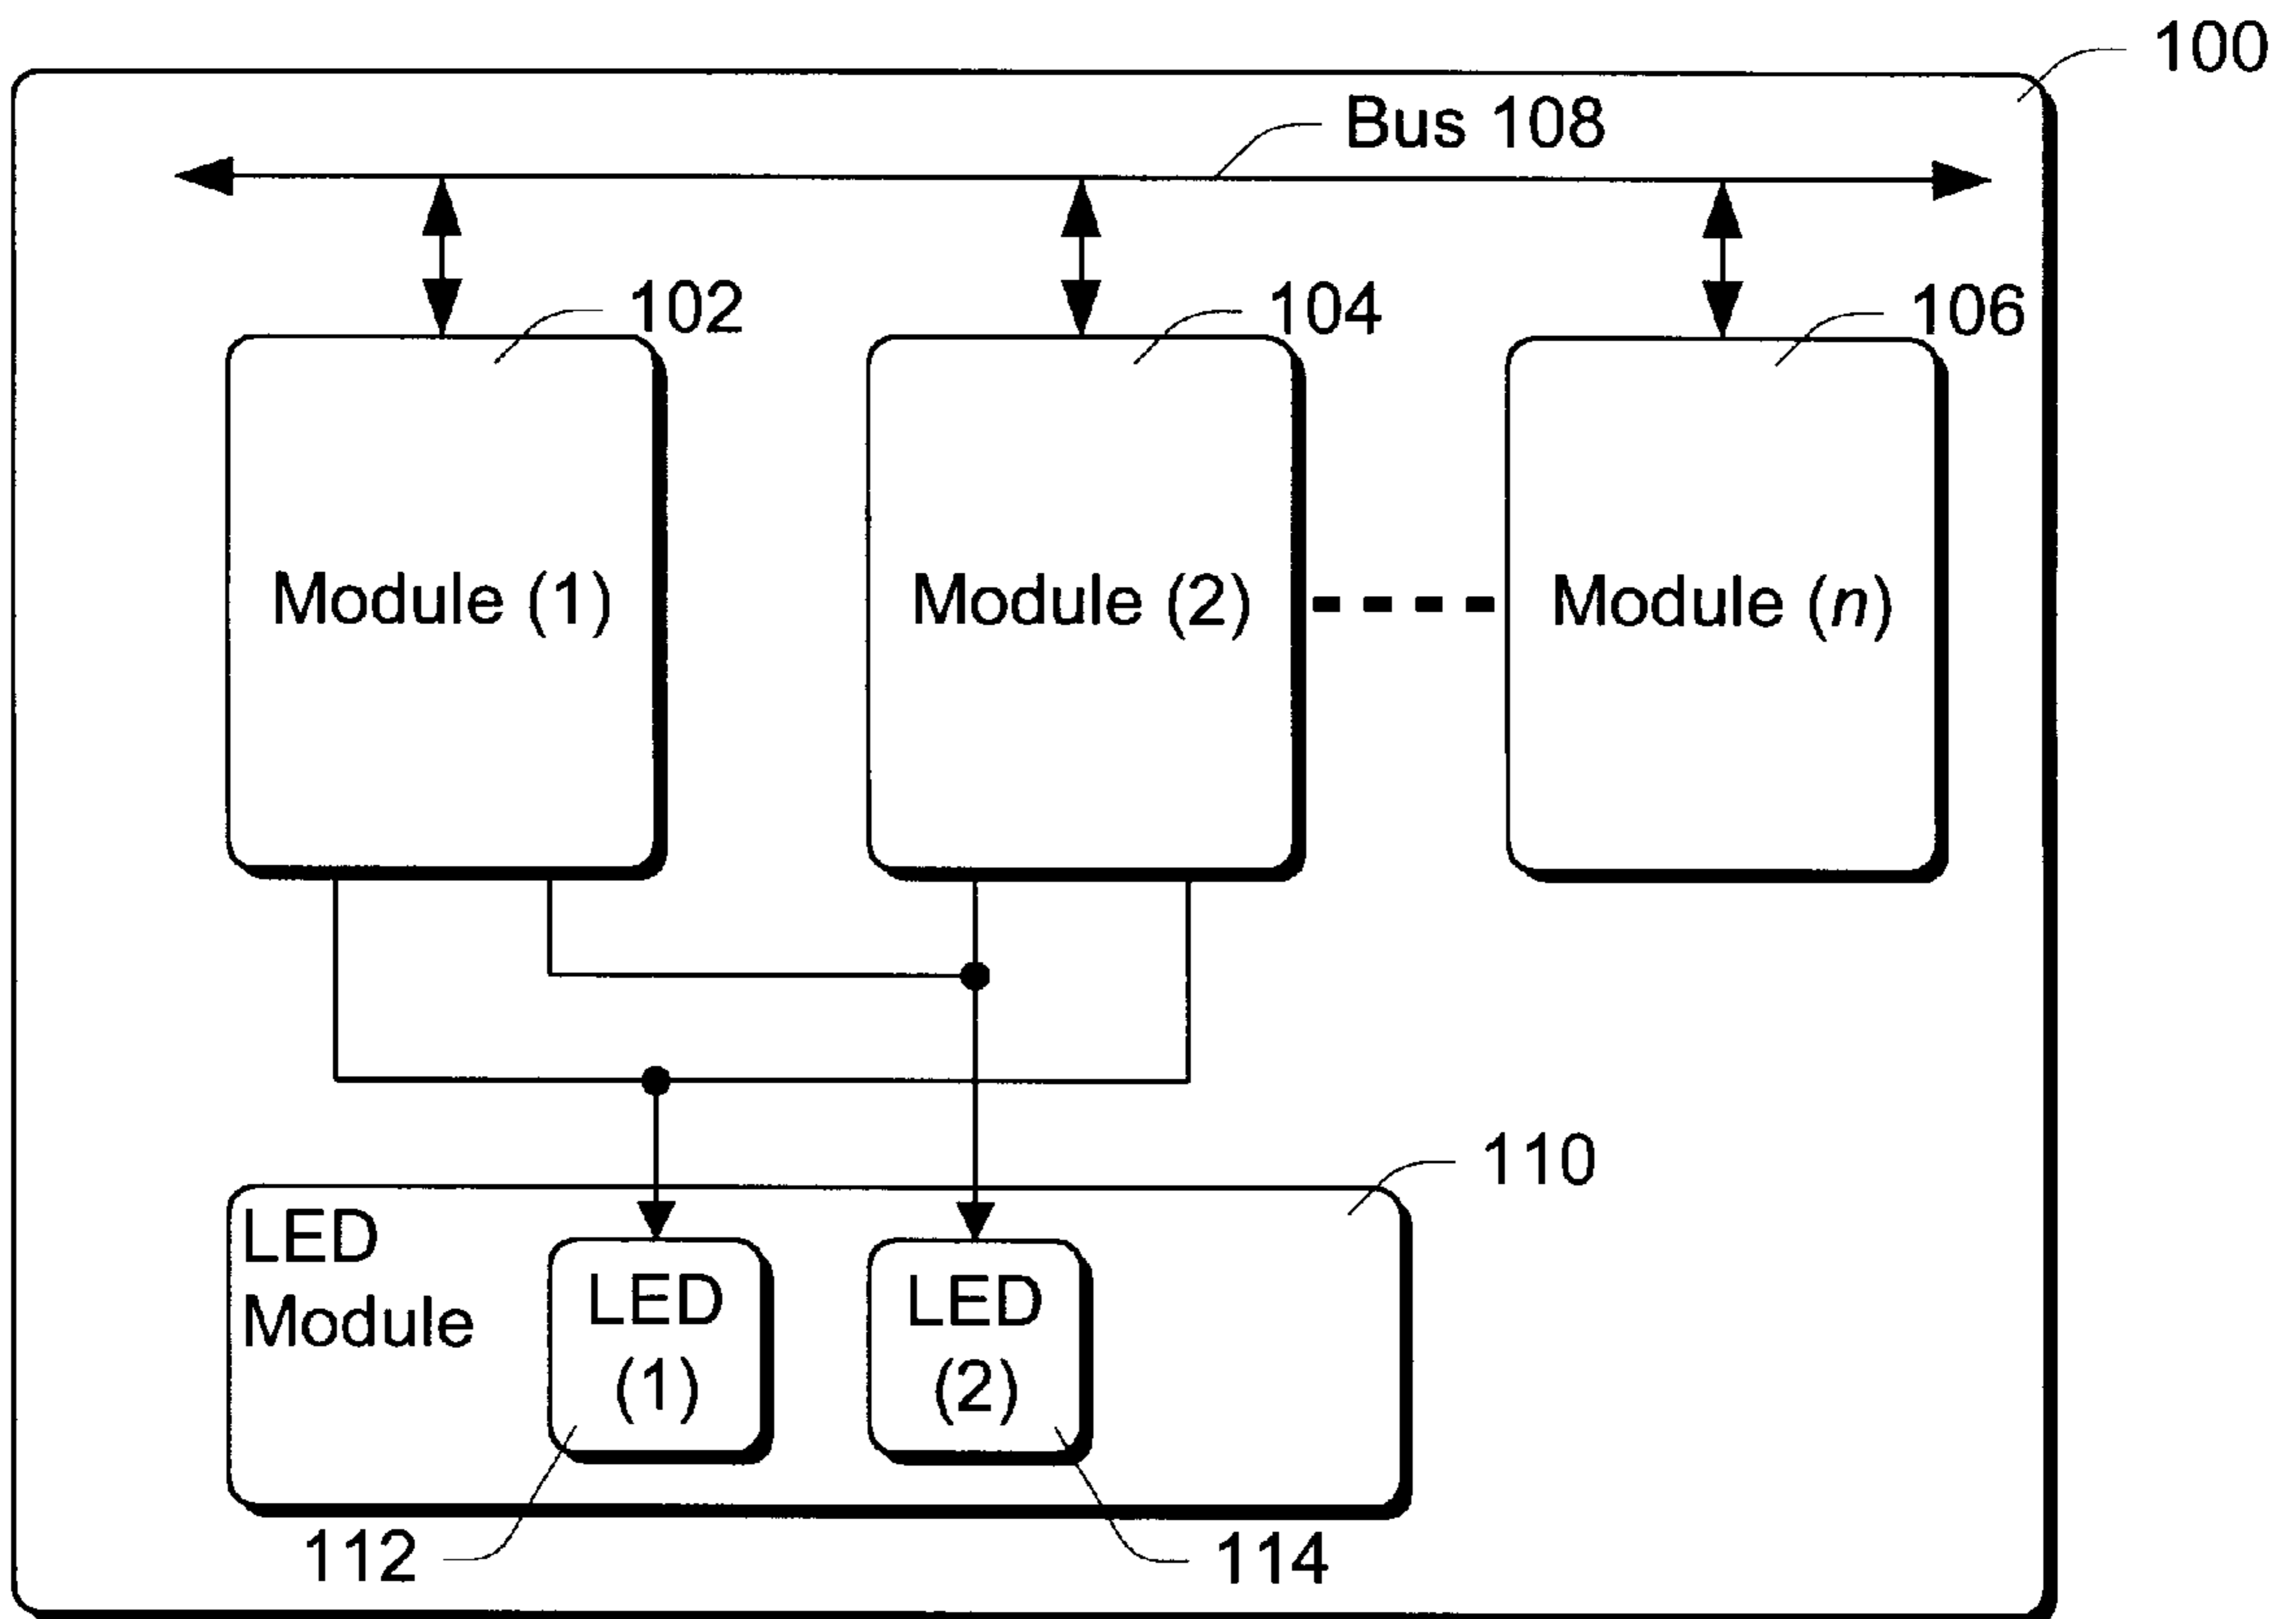 100
Bus 108
102
104
106
Module (1)
Module (2)
Module (n)
110
LED
Module
LED
(1)
LED
(2)
112
114